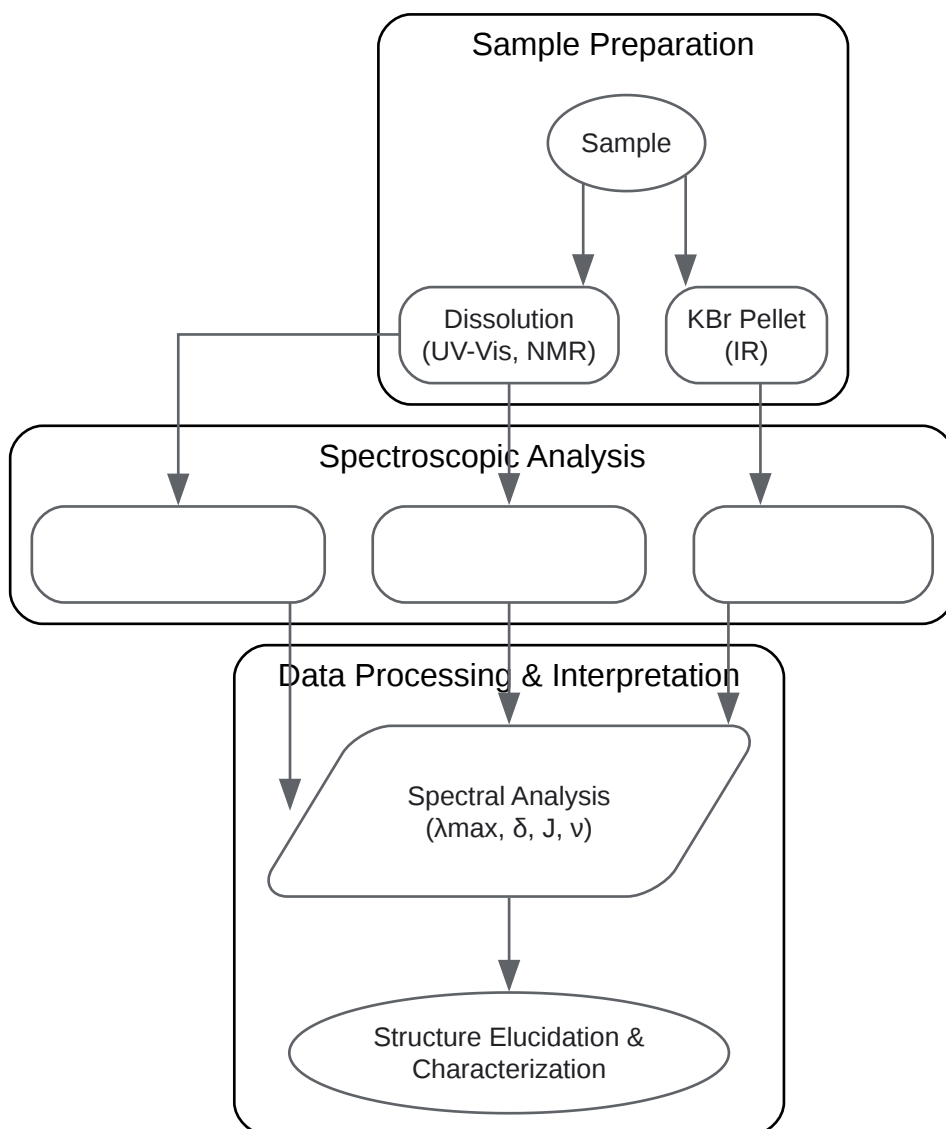 Sample Preparation
Sample
Dissolution
(UV-Vis, NMR)
KBr Pellet
(IR)
Spectroscopic Analysis
Data Processing & Interpretation
Spectral Analysis
(λmax, δ, J, ν)
Structure Elucidation &
Characterization